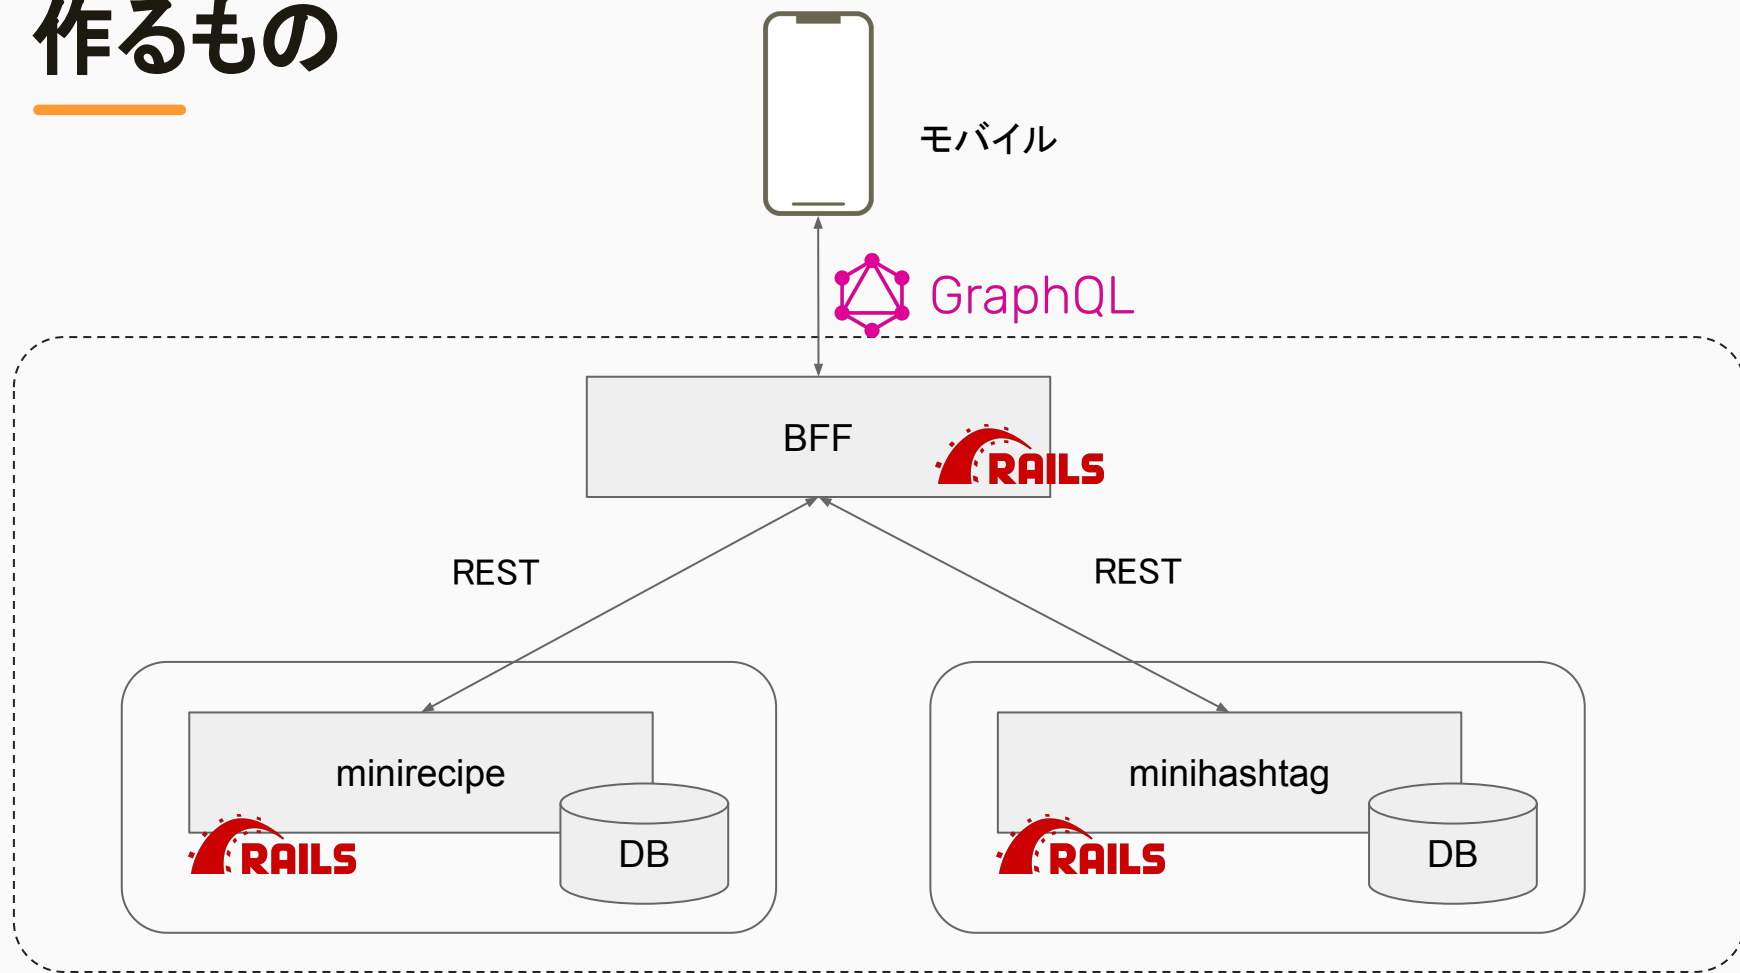 作るもの
モバイル
GraphQL
BFF
RAILS
REST
REST
minirecipe
RAILS
DB
minihashtag
RAILS
DB